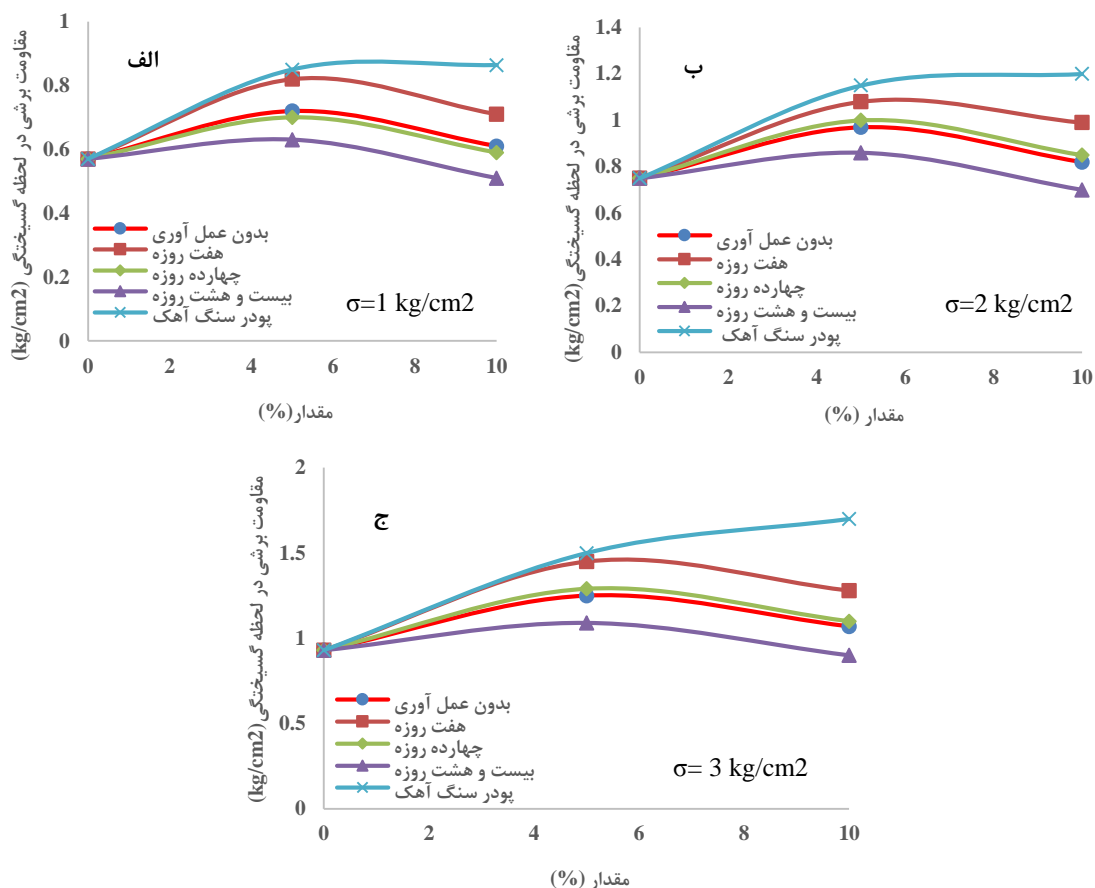 الف
مقاومت برشی در لحظه گسیختگی (kg/cm2)
1
0.8
0.6
0.4
0.2
0
بدون عمل آوری
هفت روزه
چهارده روزه
بیست و هشت روزه
پودر سنگ آهک
σ=1 kg/cm2
0 2 4 6 8 10
مقدار(%)
ب
مقاومت برشی در لحظه گسیختگی (kg/cm2)
1.4
1.2
1
0.8
0.6
0.4
0.2
0
بدون عمل آوری
هفت روزه
چهارده روزه
بیست و هشت روزه
پودر سنگ آهک
σ=2 kg/cm2
0 2 4 6 8 10
مقدار (%)
ج
مقاومت برشی در لحظه گسیختگی (kg/cm2)
2
1.5
1
0.5
0
بدون عمل آوری
هفت روزه
چهارده روزه
بیست و هشت روزه
پودر سنگ آهک
σ= 3 kg/cm2
0 2 4 6 8 10
مقدار (%)